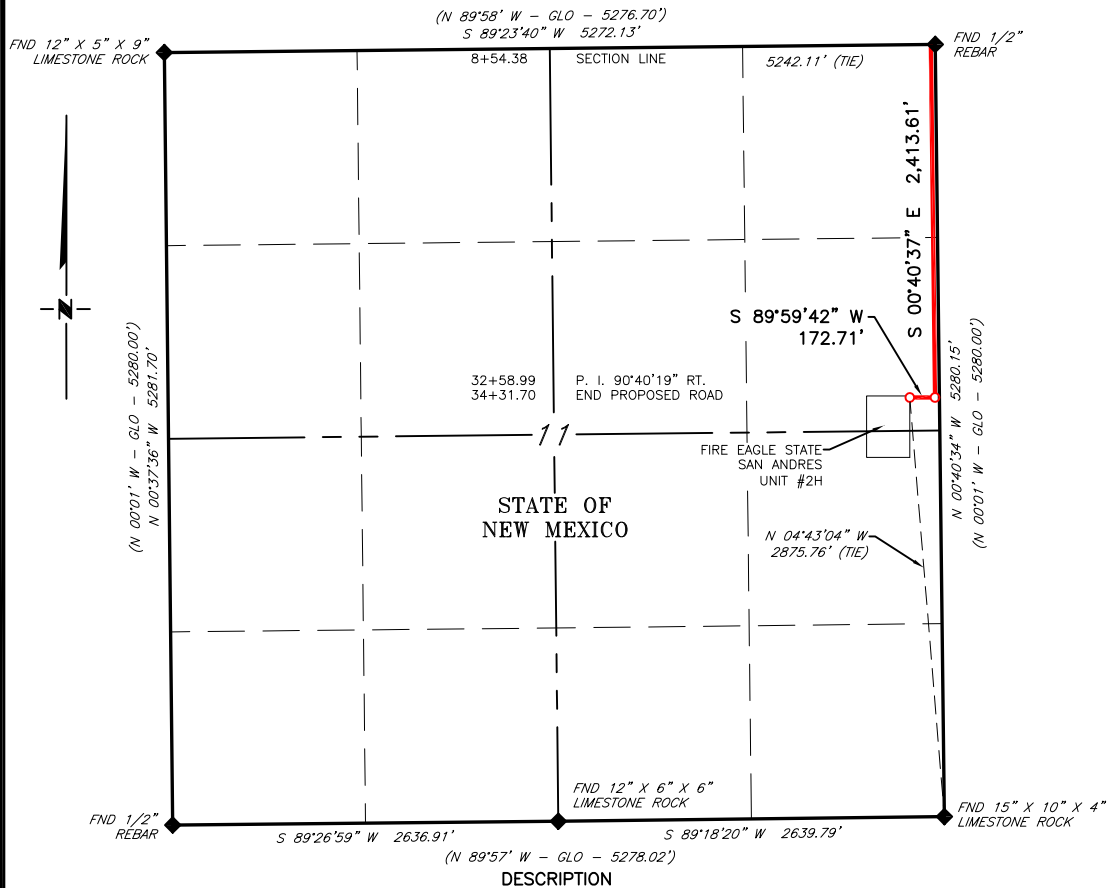 (N 89°58' W - GLO - 5276.70')
S 89°23'40" W 5272.13'
FND 12" X 5" X 9"
LIMESTONE ROCK
FND 1/2"
REBAR
8+54.38 SECTION LINE
5242.11' (TIE)
S 00°40'37" E 2,413.61'
N
S 89°59'42" W
172.71'
(N 00°01' W - GLO - 5280.00')
N 00°37'36" W 5281.70'
N 00°40'34" W 5280.15'
(N 00°01' W - GLO - 5280.00')
32+58.99 P. I. 90°40'19" RT.
34+31.70 END PROPOSED ROAD
11
FIRE EAGLE STATE
SAN ANDRES
UNIT #2H
STATE OF
NEW MEXICO
N 04°43'04" W
2875.76' (TIE)
FND 12" X 6" X 6"
LIMESTONE ROCK
FND 15" X 10" X 4"
LIMESTONE ROCK
FND 1/2"
REBAR
S 89°26'59" W 2636.91'
S 89°18'20" W 2639.79'
(N 89°57' W - GLO - 5278.02')
DESCRIPTION